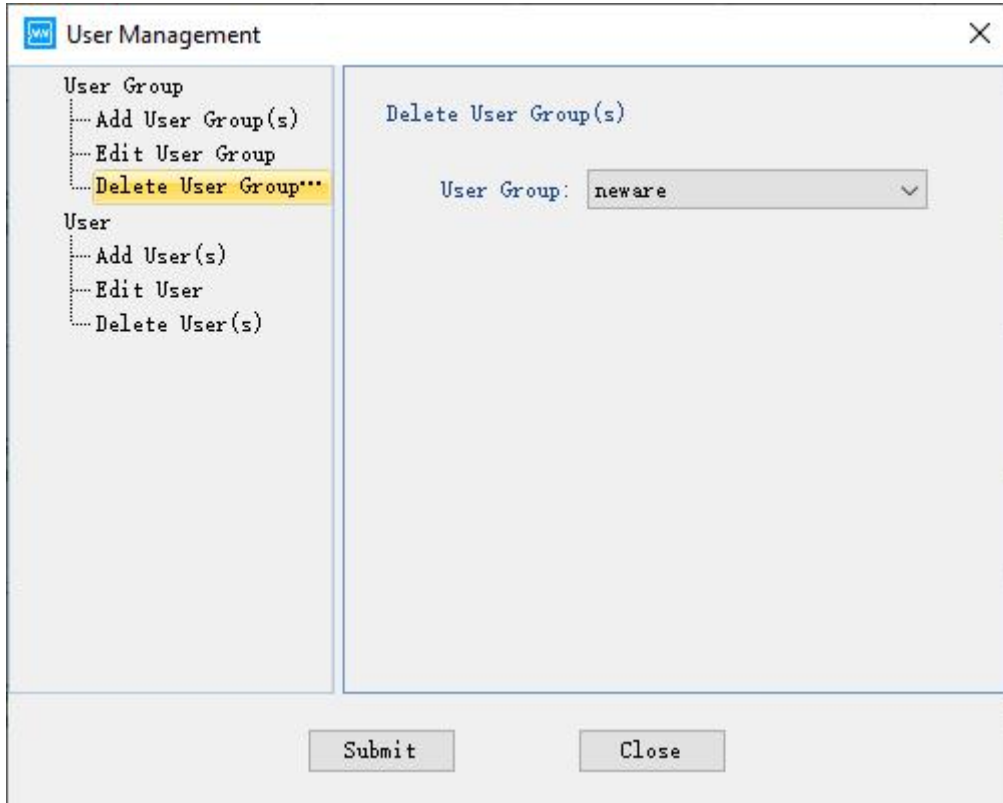 User Management
User Group
Add User Group(s)
Edit User Group
Delete User Group···
User
Add User(s)
Edit User
Delete User(s)
Delete User Group(s)
User Group: neware
Submit
Close